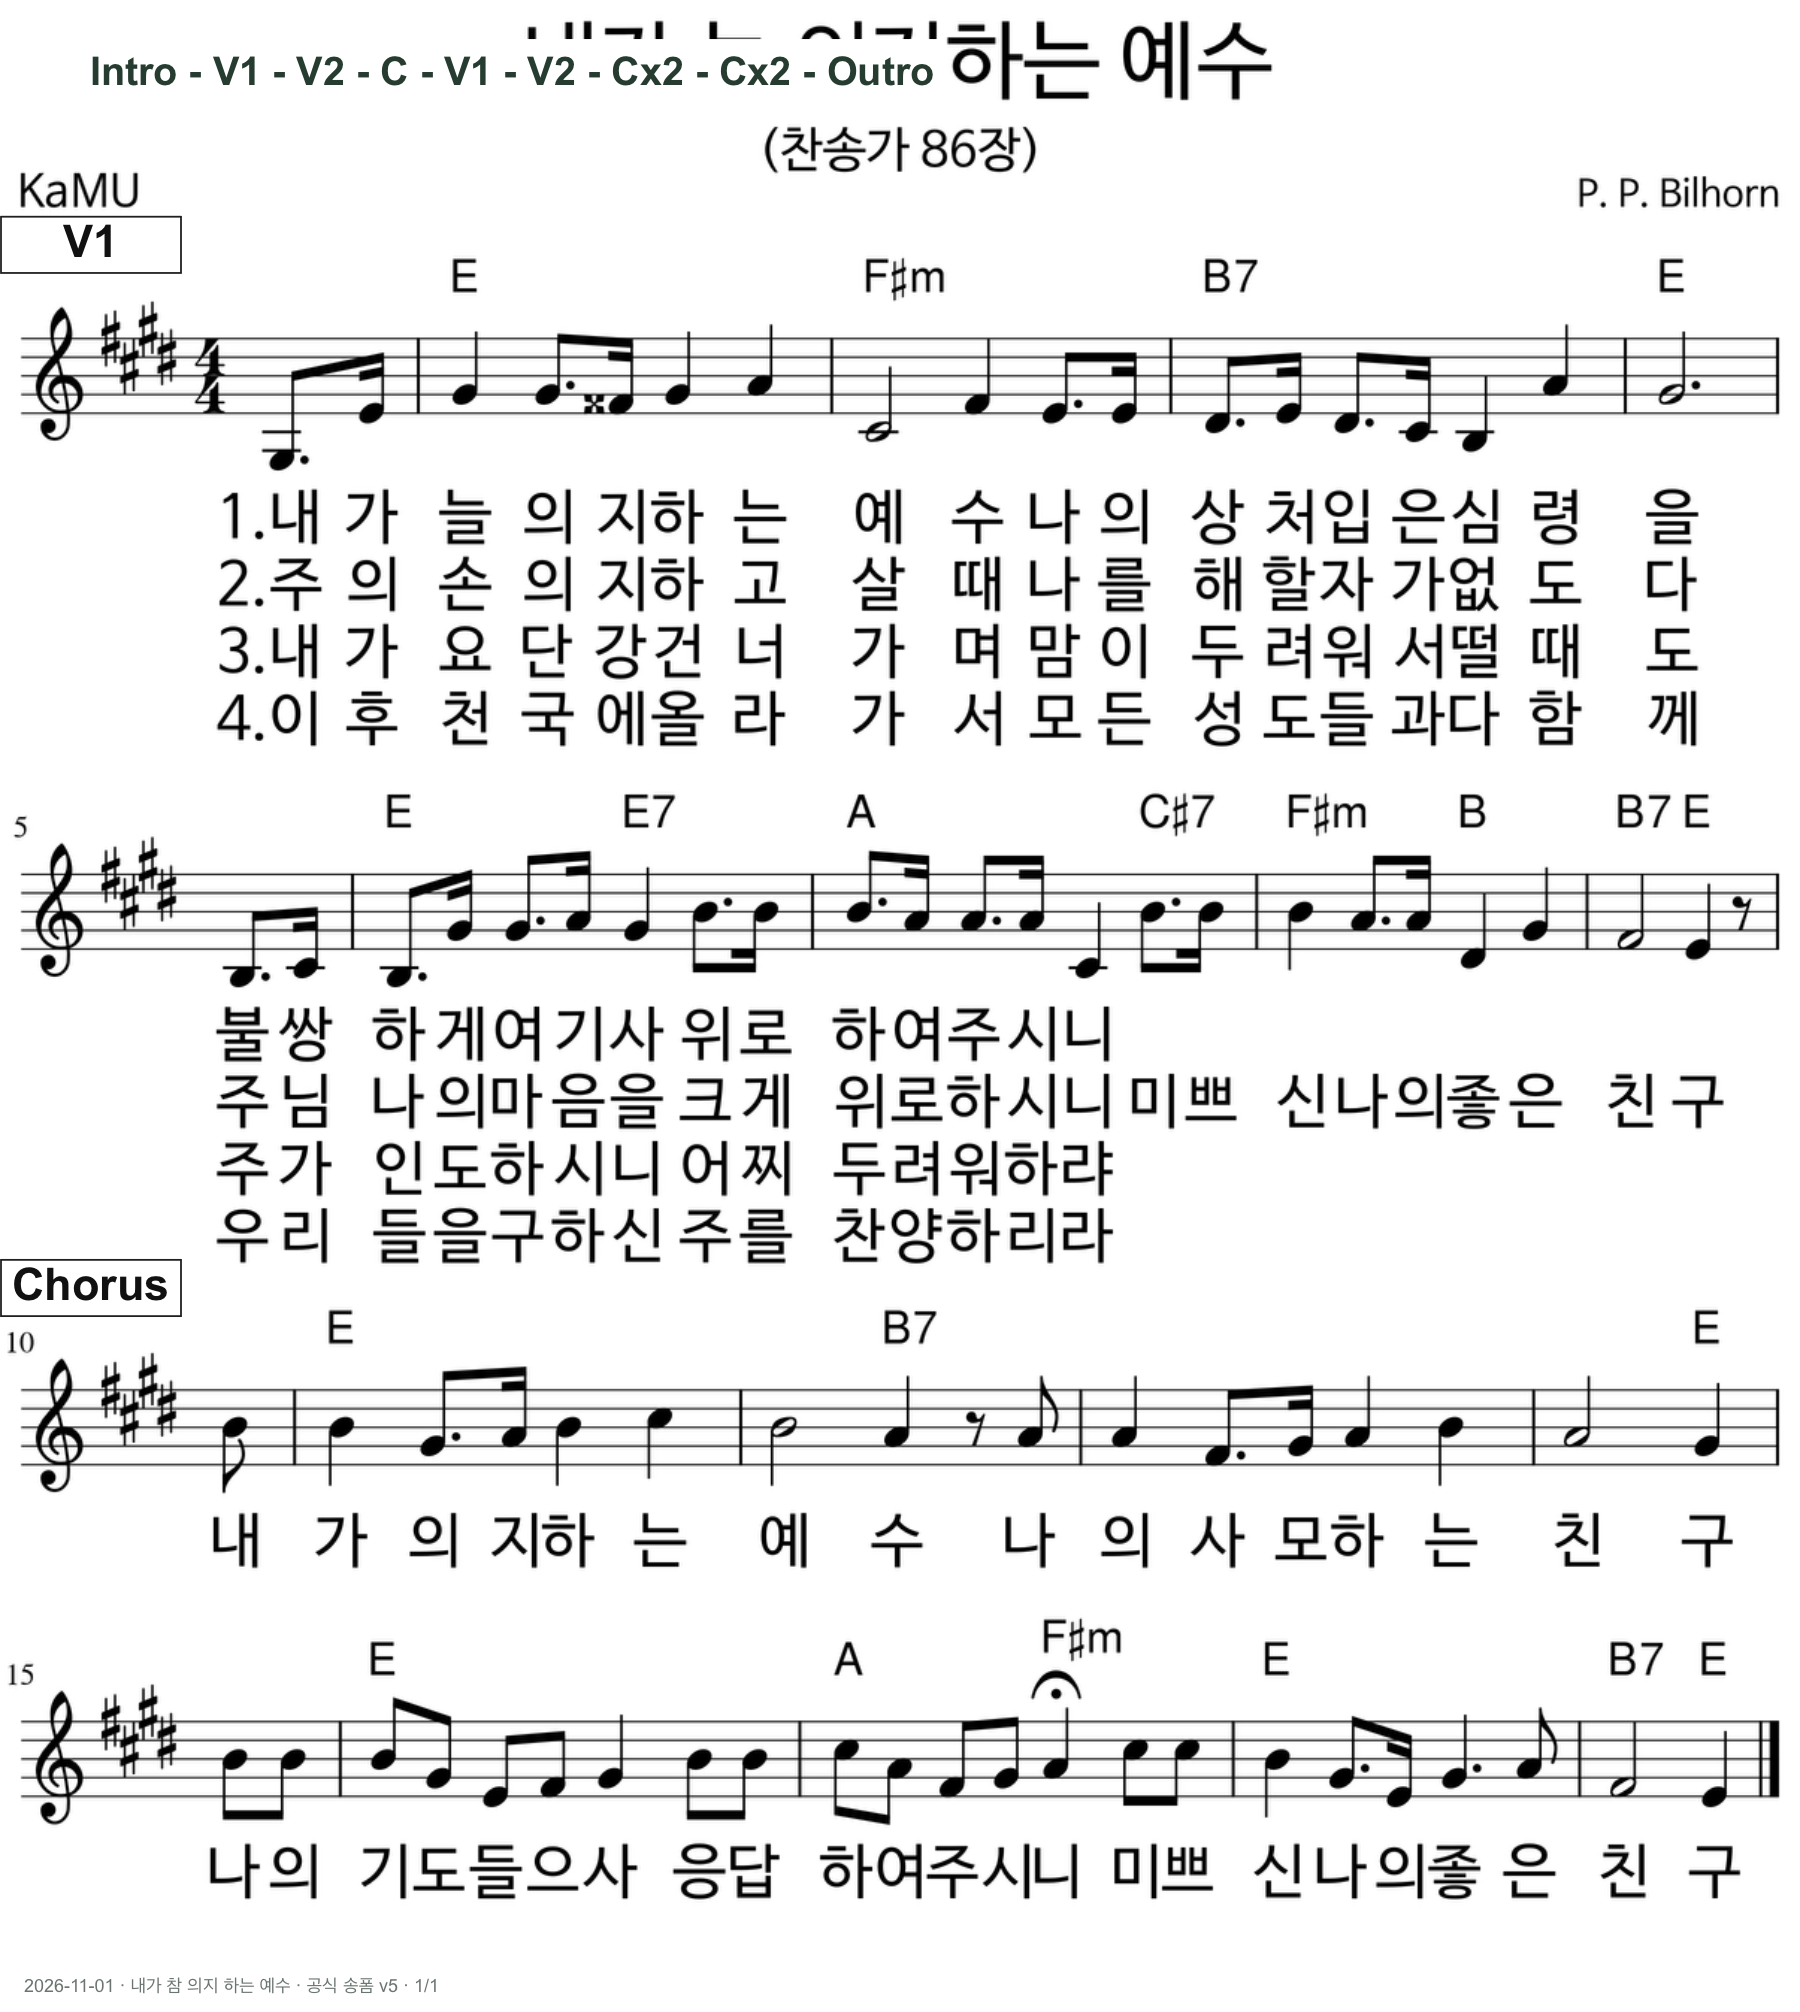 하는 예수
Intro - V1 - V2 - C - V1 - V2 - Cx2 - Cx2 - Outro
(찬송가 86장)
KaMU
P. P. Bilhorn
V1
E F♯m B7 E
4
4
1.내 가 늘 의 지하 는 예 수 나 의 상 처입 은심 령 을
2.주 의 손 의 지하 고 살 때 나 를 해 할자 가없 도 다
3.내 가 요 단 강건 너 가 며 맘 이 두 려워 서떨 때 도
4.이 후 천 국 에올 라 가 서 모 든 성 도들 과다 함 께
5
E E7 A C♯7 F♯m B B7 E
불쌍 하게여기사 위로 하여주시니
주님 나의마음을 크게 위로하시니 미쁘 신나의좋은 친구
주가 인도하시니 어찌 두려워하랴
우리 들을구하신 주를 찬양하리라
Chorus
10
E B7 E
내 가 의 지하 는 예 수 나 의 사 모하 는 친 구
15
E A F♯m E B7 E
나의 기도들으사 응답 하여주시니 미쁘 신나의좋 은 친 구
2026-11-01 · 내가 참 의지 하는 예수 · 공식 송폼 v5 · 1/1